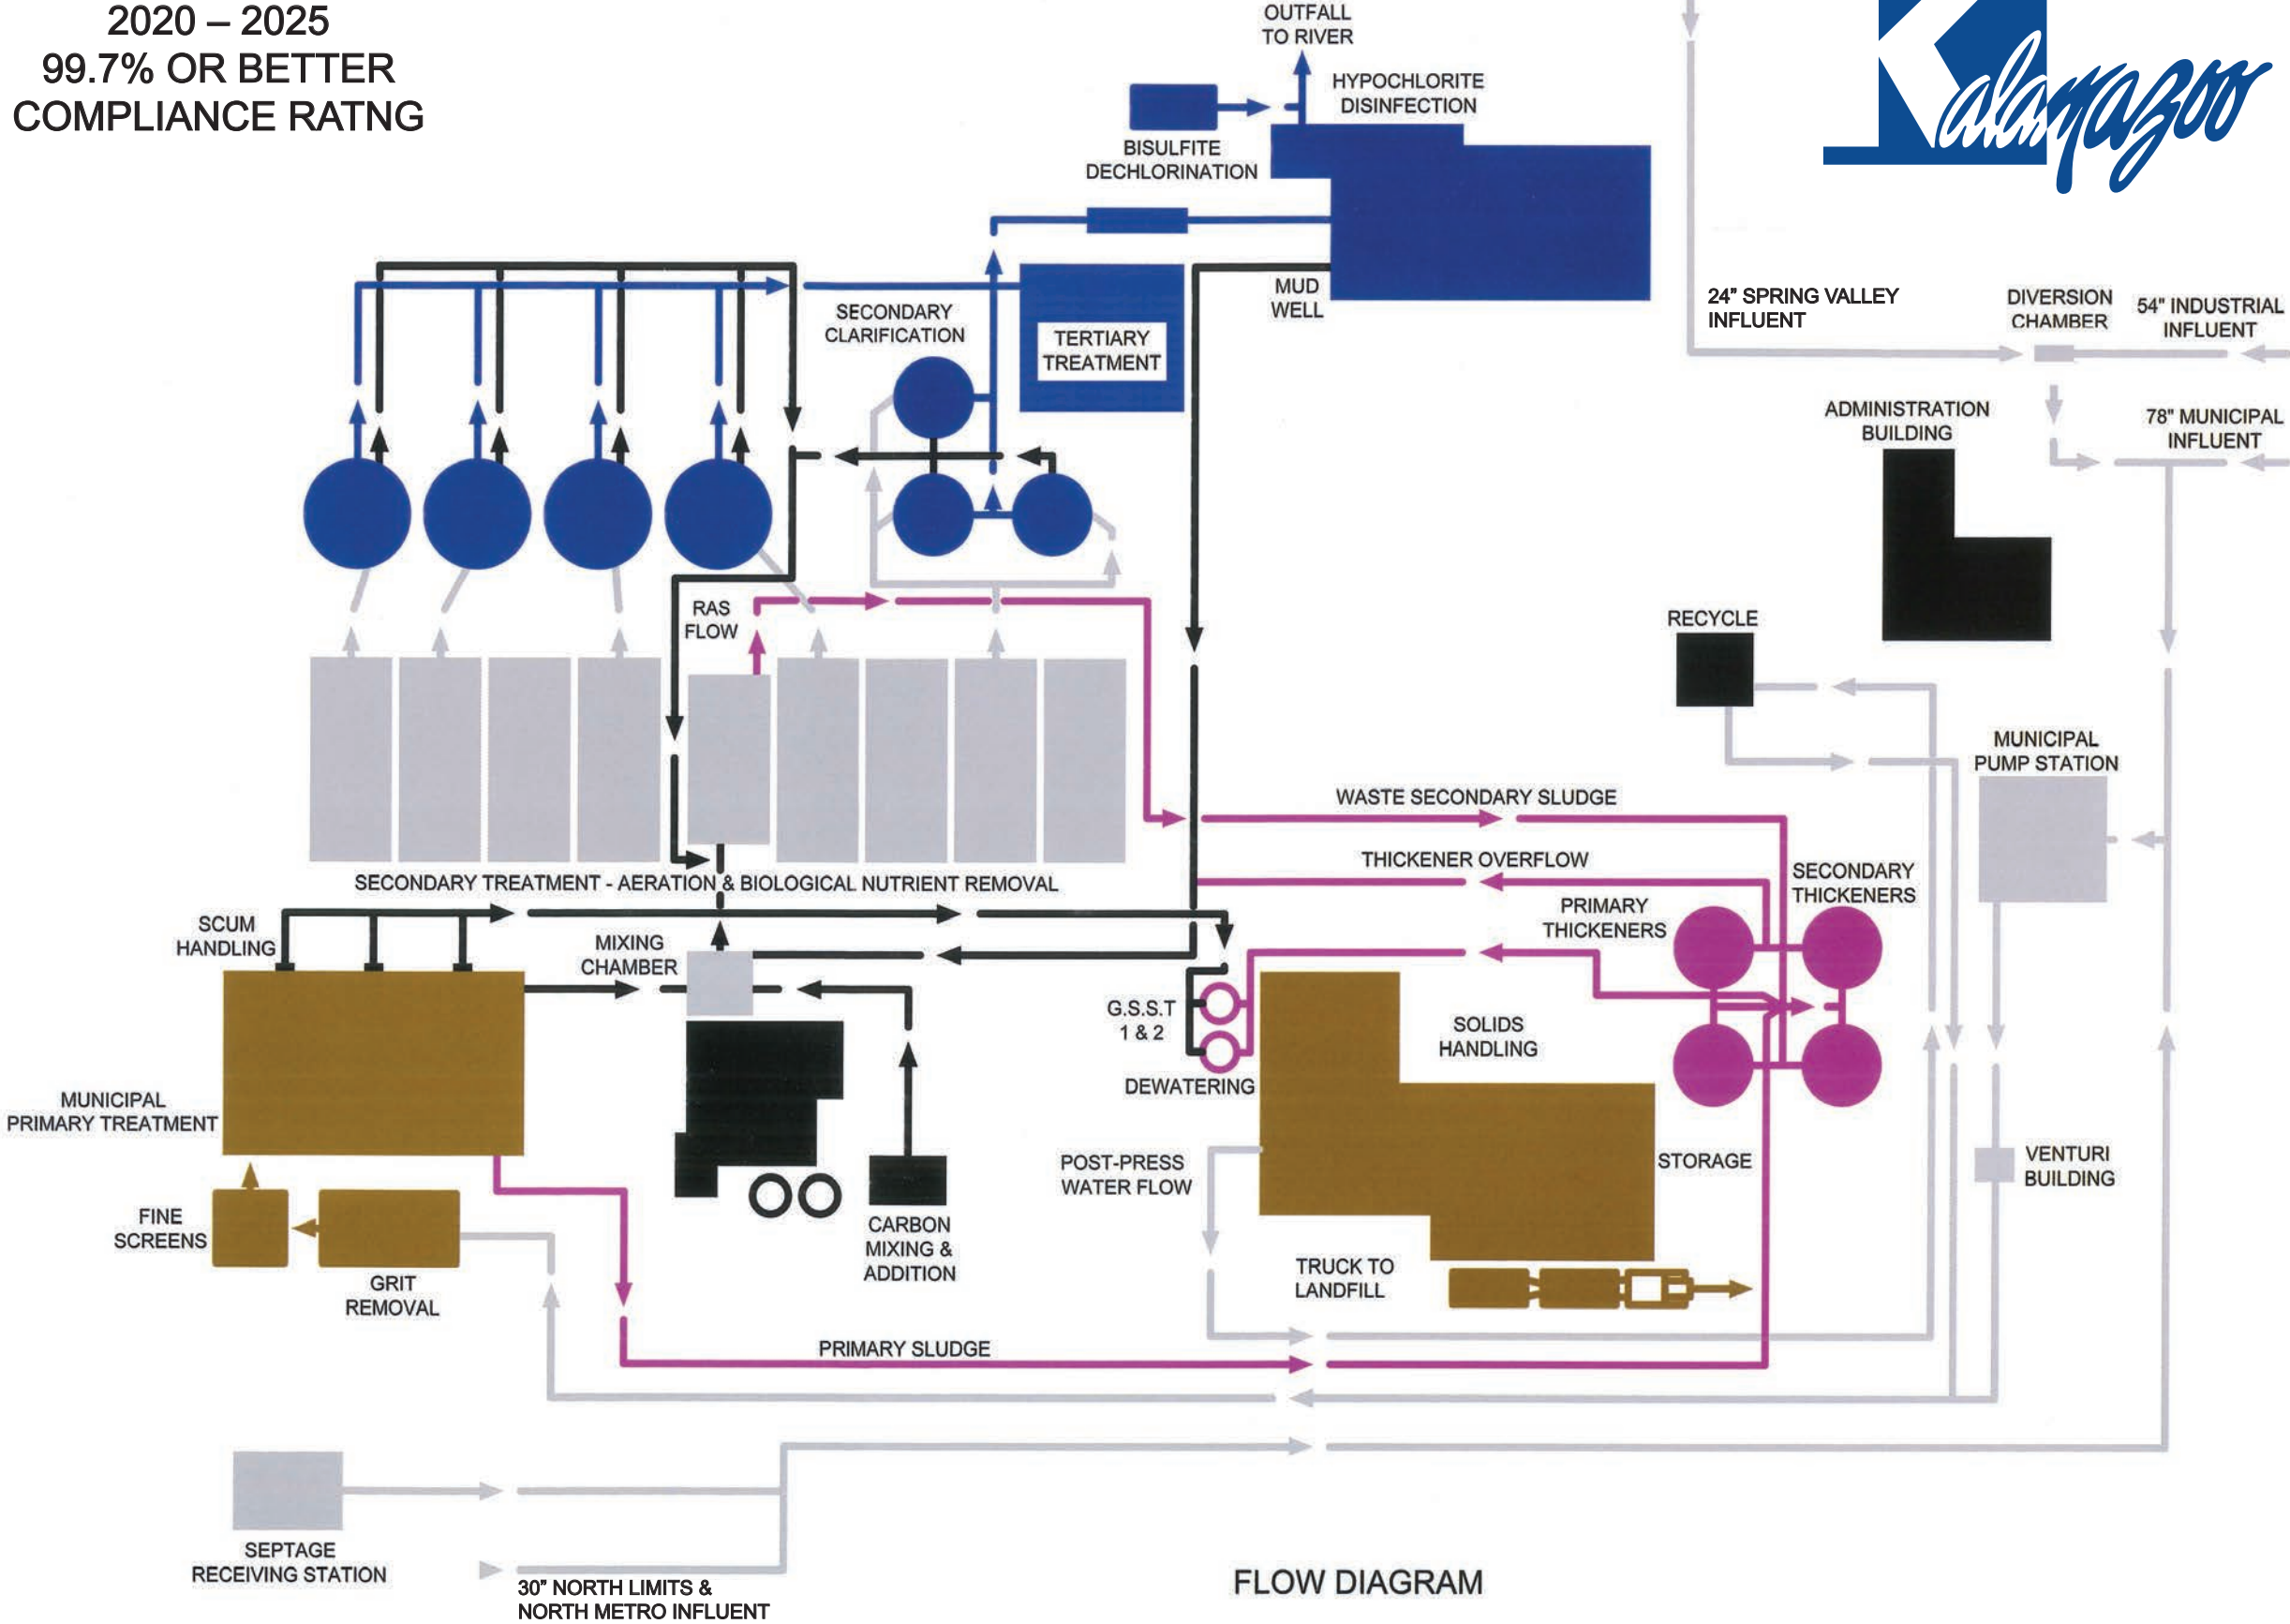 2020 – 2025
99.7% OR BETTER
COMPLIANCE RATNG
OUTFALL
TO RIVER
HYPOCHLORITE
DISINFECTION
BISULFITE
DECHLORINATION
Kalamazoo
MUD
WELL
24" SPRING VALLEY
INFLUENT
DIVERSION
CHAMBER
54" INDUSTRIAL
INFLUENT
SECONDARY
CLARIFICATION
TERTIARY
TREATMENT
ADMINISTRATION
BUILDING
78" MUNICIPAL
INFLUENT
RAS
FLOW
RECYCLE
MUNICIPAL
PUMP STATION
WASTE SECONDARY SLUDGE
THICKENER OVERFLOW
SECONDARY
THICKENERS
SECONDARY TREATMENT - AERATION & BIOLOGICAL NUTRIENT REMOVAL
PRIMARY
THICKENERS
SCUM
HANDLING
MIXING
CHAMBER
G.S.S.T
1 & 2
SOLIDS
HANDLING
DEWATERING
MUNICIPAL
PRIMARY TREATMENT
POST-PRESS
WATER FLOW
STORAGE
VENTURI
BUILDING
FINE
SCREENS
CARBON
MIXING &
ADDITION
GRIT
REMOVAL
TRUCK TO
LANDFILL
PRIMARY SLUDGE
SEPTAGE
RECEIVING STATION
30" NORTH LIMITS &
NORTH METRO INFLUENT
FLOW DIAGRAM